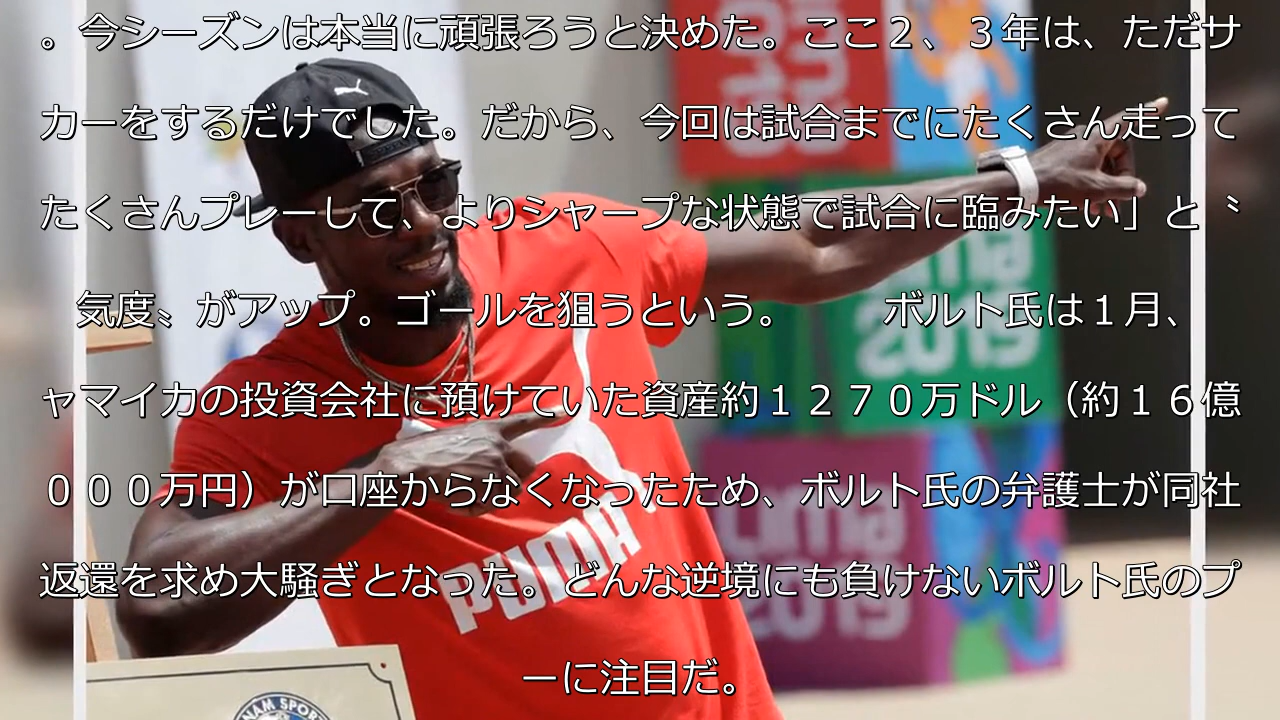 。今シーズンは本当に頑張ろうと決めた。ここ２、３年は、ただサ
カーをするだけでした。だから、今回は試合までにたくさん走って
たくさんプレーして、よりシャープな状態で試合に臨みたい」と〝
気度〟がアップ。ゴールを狙うという。　　ボルト氏は１月、
ャマイカの投資会社に預けていた資産約１２７０万ドル（約１６億
０００万円）が口座からなくなったため、ボルト氏の弁護士が同社
返還を求め大騒ぎとなった。どんな逆境にも負けないボルト氏のプ
ーに注目だ。
PUMA
lima
2019
lima
2019
NAM SPOR